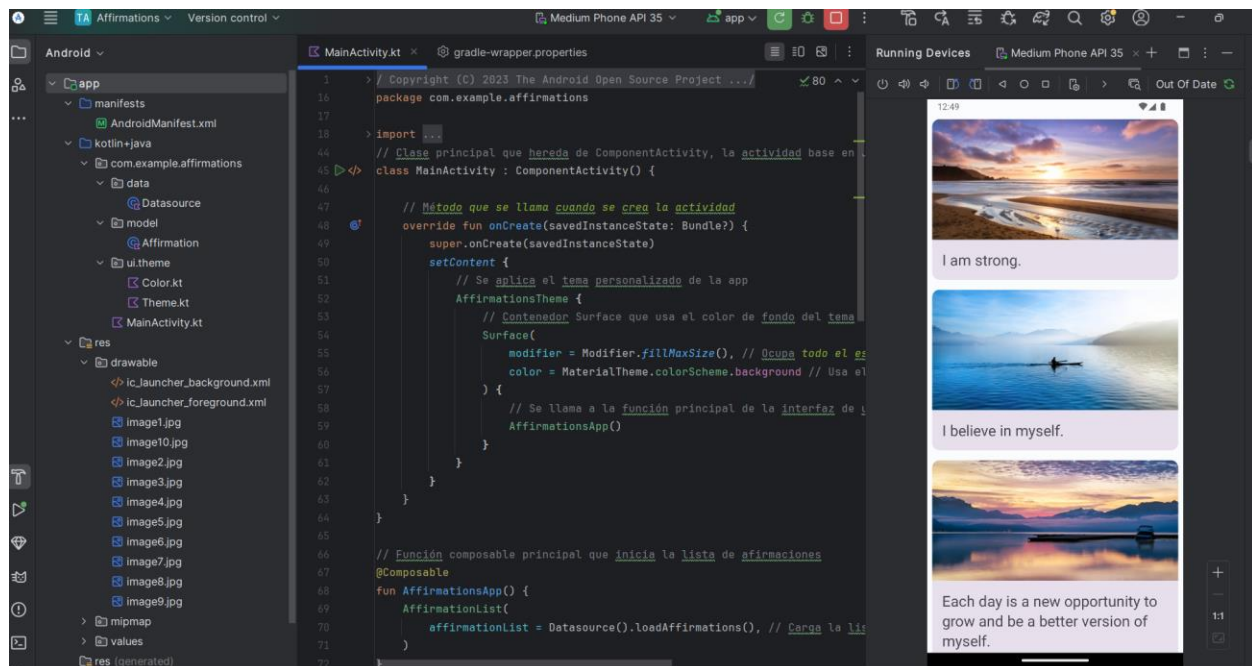 TA Affirmations Version control Medium Phone API 35 app
Android
MainActivity.kt gradle-wrapper.properties
Running Devices Medium Phone API 35
app
manifests
AndroidManifest.xml
kotlin+java
com.example.affirmations
data
Datasource
model
Affirmation
ui.theme
Color.kt
Theme.kt
MainActivity.kt
res
drawable
ic_launcher_background.xml
ic_launcher_foreground.xml
image1.jpg
image10.jpg
image2.jpg
image3.jpg
image4.jpg
image5.jpg
image6.jpg
image7.jpg
image8.jpg
image9.jpg
mipmap
values
res (generated)
80
1 / Copyright (C) 2023 The Android Open Source Project .../
16 package com.example.affirmations
17
18 import ...
44 // Clase principal que hereda de ComponentActivity, la actividad base en
45 class MainActivity : ComponentActivity() {
46
47 // Método que se llama cuando se crea la actividad
48 override fun onCreate(savedInstanceState: Bundle?) {
49 super.onCreate(savedInstanceState)
50 setContent {
51 // Se aplica el tema personalizado de la app
52 AffirmationsTheme {
53 // Contenedor Surface que usa el color de fondo del tema
54 Surface(
55 modifier = Modifier.fillMaxSize(), // Ocupa todo el es
56 color = MaterialTheme.colorScheme.background // Usa el
57 ) {
58 // Se llama a la función principal de la interfaz de u
59 AffirmationsApp()
60 }
61 }
62 }
63 }
64 }
65
66 // Función composable principal que inicia la lista de afirmaciones
67 @Composable
68 fun AffirmationsApp() {
69 AffirmationList(
70 affirmationList = Datasource().loadAffirmations(), // Carga la lis
71 )
72 }
Out Of Date
12:49
I am strong.
I believe in myself.
Each day is a new opportunity to
grow and be a better version of
myself.
1:1